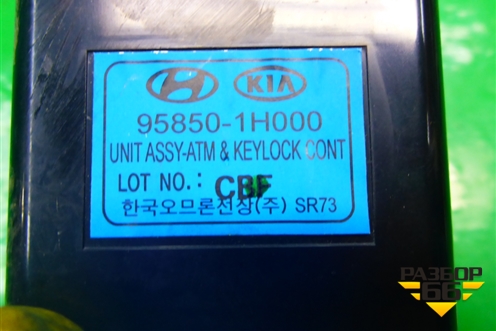 KIA
95850-1H000
UNIT ASSY-ATM & KEYLOCK CONT
LOT NO.: CBF
한국오므론전장(주) SR73
РАЗБОР
66